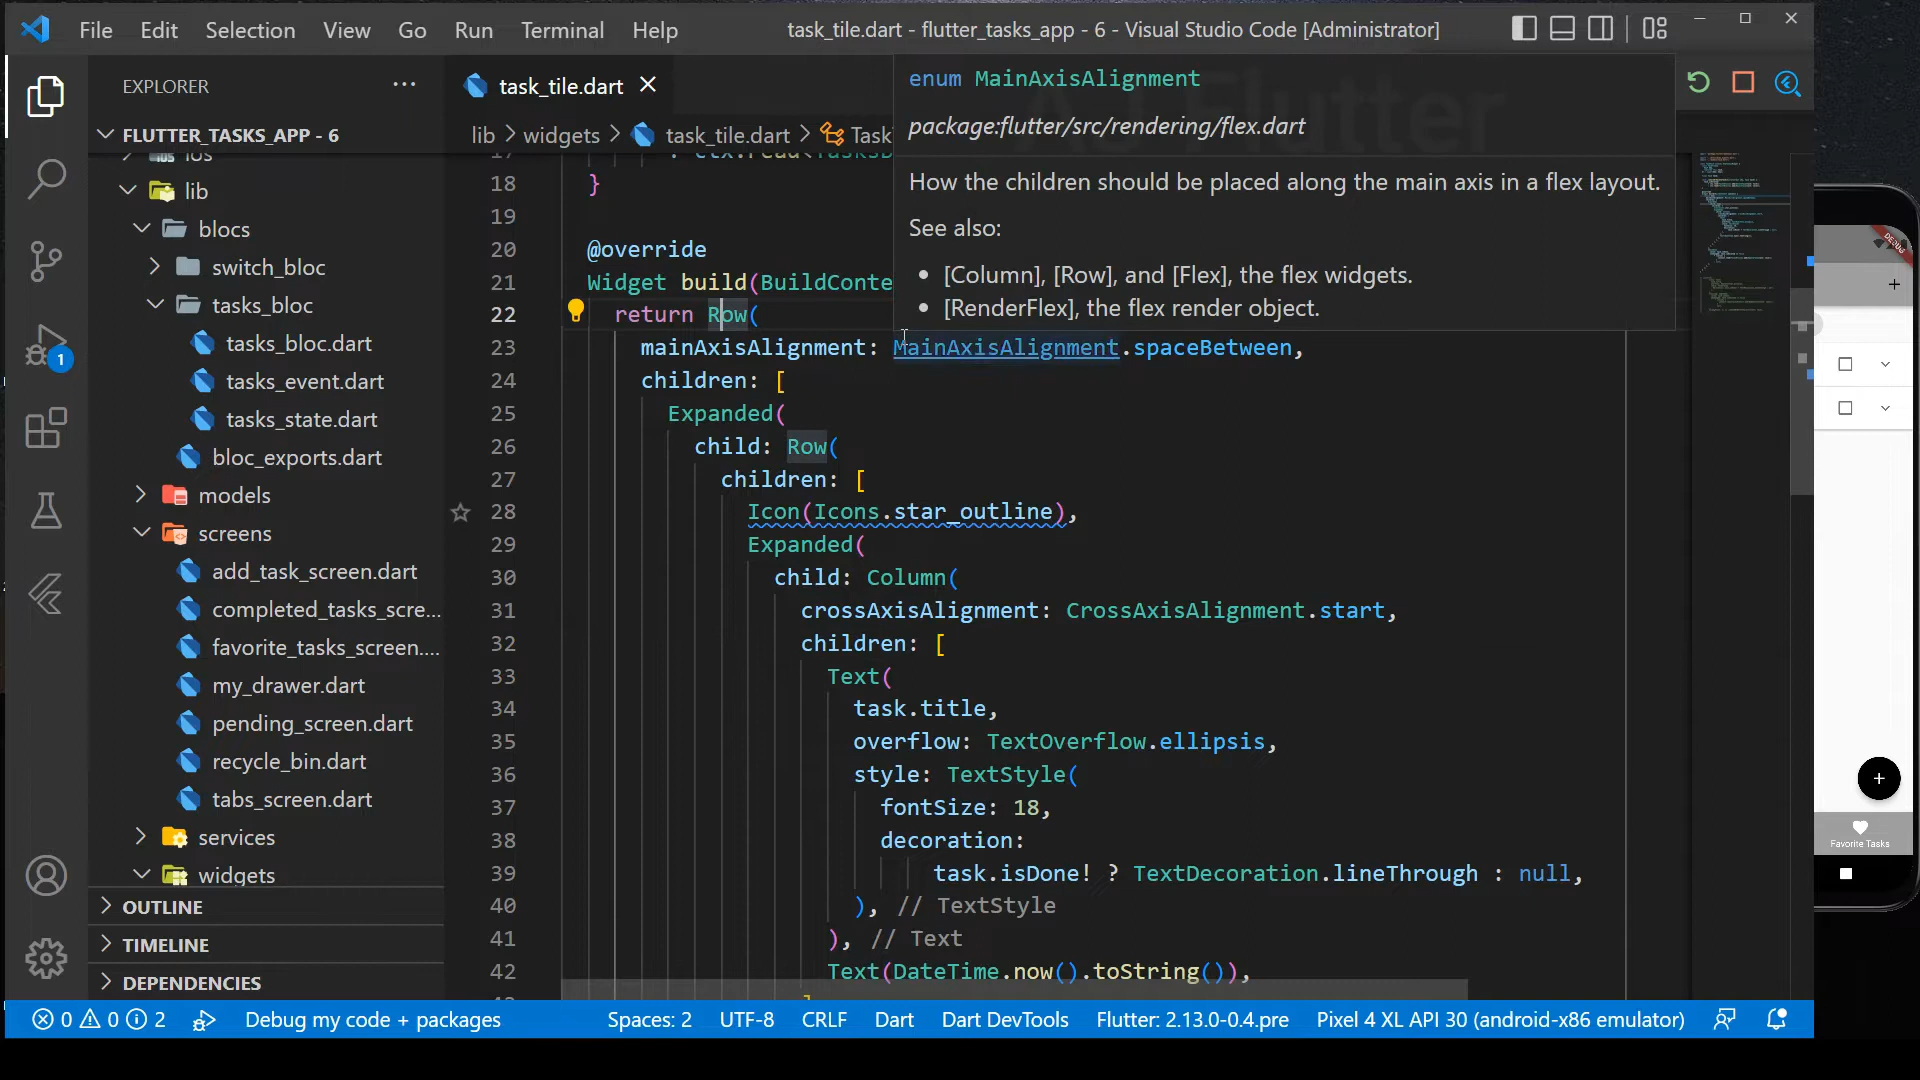 File Edit Selection View Go Run Terminal Help
task_tile.dart - flutter_tasks_app - 6 - Visual Studio Code [Administrator]
EXPLORER
task_tile.dart
FLUTTER_TASKS_APP - 6
lib
blocs
switch_bloc
tasks_bloc
tasks_bloc.dart
tasks_event.dart
tasks_state.dart
bloc_exports.dart
models
screens
add_task_screen.dart
completed_tasks_scre...
favorite_tasks_screen....
my_drawer.dart
pending_screen.dart
recycle_bin.dart
tabs_screen.dart
services
widgets
OUTLINE
TIMELINE
DEPENDENCIES
1
lib > widgets > task_tile.dart > Task
enum MainAxisAlignment
AJ Flutter
package:flutter/src/rendering/flex.dart
How the children should be placed along the main axis in a flex layout.
See also:
• [Column], [Row], and [Flex], the flex widgets.
• [RenderFlex], the flex render object.
18 }
19
20 @override
21 Widget build(BuildConte
22 return Row(
23 mainAxisAlignment: MainAxisAlignment.spaceBetween,
24 children: [
25 Expanded(
26 child: Row(
27 children: [
28 Icon(Icons.star_outline),
29 Expanded(
30 child: Column(
31 crossAxisAlignment: CrossAxisAlignment.start,
32 children: [
33 Text(
34 task.title,
35 overflow: TextOverflow.ellipsis,
36 style: TextStyle(
37 fontSize: 18,
38 decoration:
39 task.isDone! ? TextDecoration.lineThrough : null,
40 ), // TextStyle
41 ), // Text
42 Text(DateTime.now().toString()),
DEBUG
+
+
Favorite Tasks
0 0 2 Debug my code + packages Spaces: 2 UTF-8 CRLF Dart Dart DevTools Flutter: 2.13.0-0.4.pre Pixel 4 XL API 30 (android-x86 emulator)